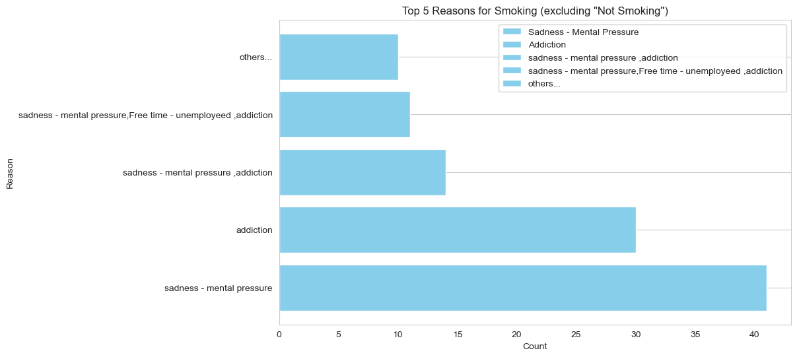 Top 5 Reasons for Smoking (excluding "Not Smoking")
Sadness - Mental Pressure
Addiction
sadness - mental pressure ,addiction
sadness - mental pressure,Free time - unemployeed ,addiction
others...
others...
sadness - mental pressure,Free time - unemployeed ,addiction
sadness - mental pressure ,addiction
addiction
sadness - mental pressure
Reason
0 5 10 15 20 25 30 35 40
Count